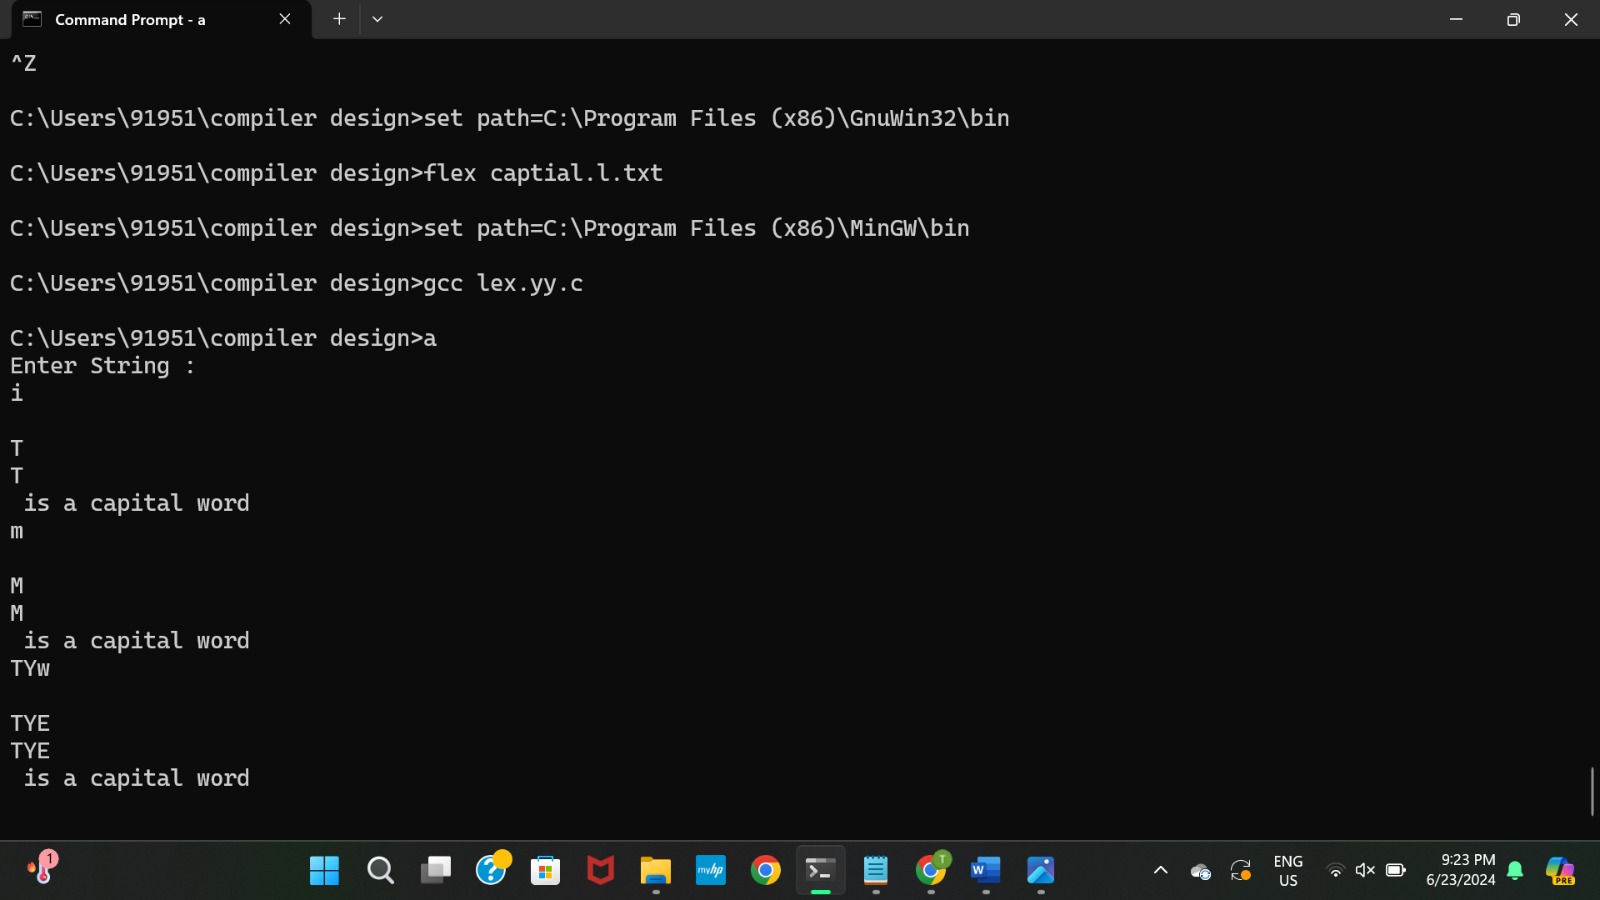 Command Prompt - a
^Z
C:\Users\91951\compiler design>set path=C:\Program Files (x86)\GnuWin32\bin
C:\Users\91951\compiler design>flex captial.l.txt
C:\Users\91951\compiler design>set path=C:\Program Files (x86)\MinGW\bin
C:\Users\91951\compiler design>gcc lex.yy.c
C:\Users\91951\compiler design>a
Enter String :
i
T
T
is a capital word
m
M
M
is a capital word
TYw
TYE
TYE
is a capital word
1
?
myhp
T
W
PRE
ENG
US
9:23 PM
6/23/2024